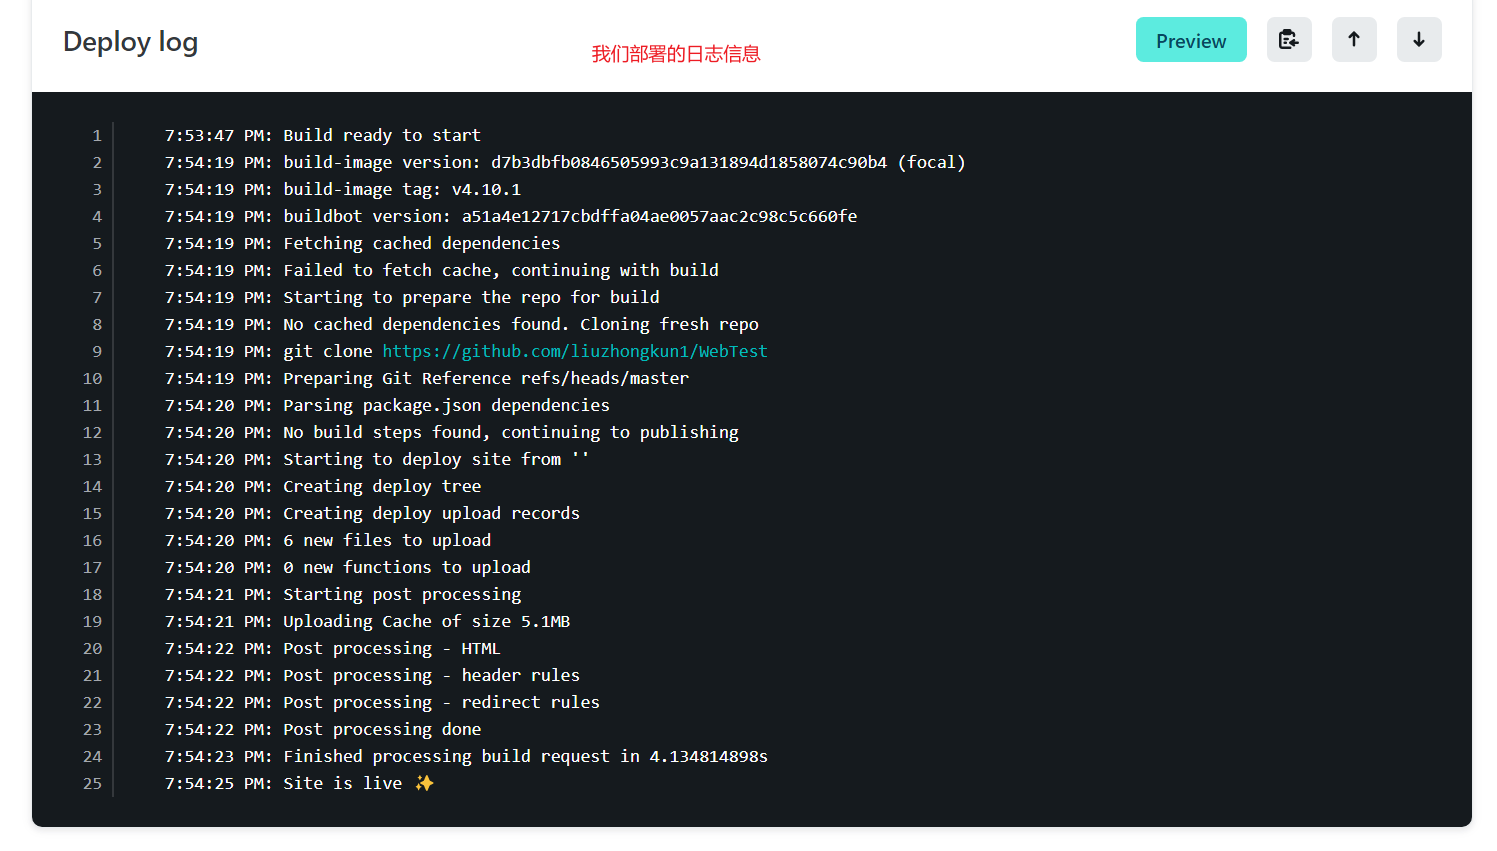 Deploy log
我们部署的日志信息
Preview
1 7:53:47 PM: Build ready to start
2 7:54:19 PM: build-image version: d7b3dbfb0846505993c9a131894d1858074c90b4 (focal)
3 7:54:19 PM: build-image tag: v4.10.1
4 7:54:19 PM: buildbot version: a51a4e12717cbdffa04ae0057aac2c98c5c660fe
5 7:54:19 PM: Fetching cached dependencies
6 7:54:19 PM: Failed to fetch cache, continuing with build
7 7:54:19 PM: Starting to prepare the repo for build
8 7:54:19 PM: No cached dependencies found. Cloning fresh repo
9 7:54:19 PM: git clone https://github.com/liuzhongkun1/WebTest
10 7:54:19 PM: Preparing Git Reference refs/heads/master
11 7:54:20 PM: Parsing package.json dependencies
12 7:54:20 PM: No build steps found, continuing to publishing
13 7:54:20 PM: Starting to deploy site from ''
14 7:54:20 PM: Creating deploy tree
15 7:54:20 PM: Creating deploy upload records
16 7:54:20 PM: 6 new files to upload
17 7:54:20 PM: 0 new functions to upload
18 7:54:21 PM: Starting post processing
19 7:54:21 PM: Uploading Cache of size 5.1MB
20 7:54:22 PM: Post processing - HTML
21 7:54:22 PM: Post processing - header rules
22 7:54:22 PM: Post processing - redirect rules
23 7:54:22 PM: Post processing done
24 7:54:23 PM: Finished processing build request in 4.134814898s
25 7:54:25 PM: Site is live ✨